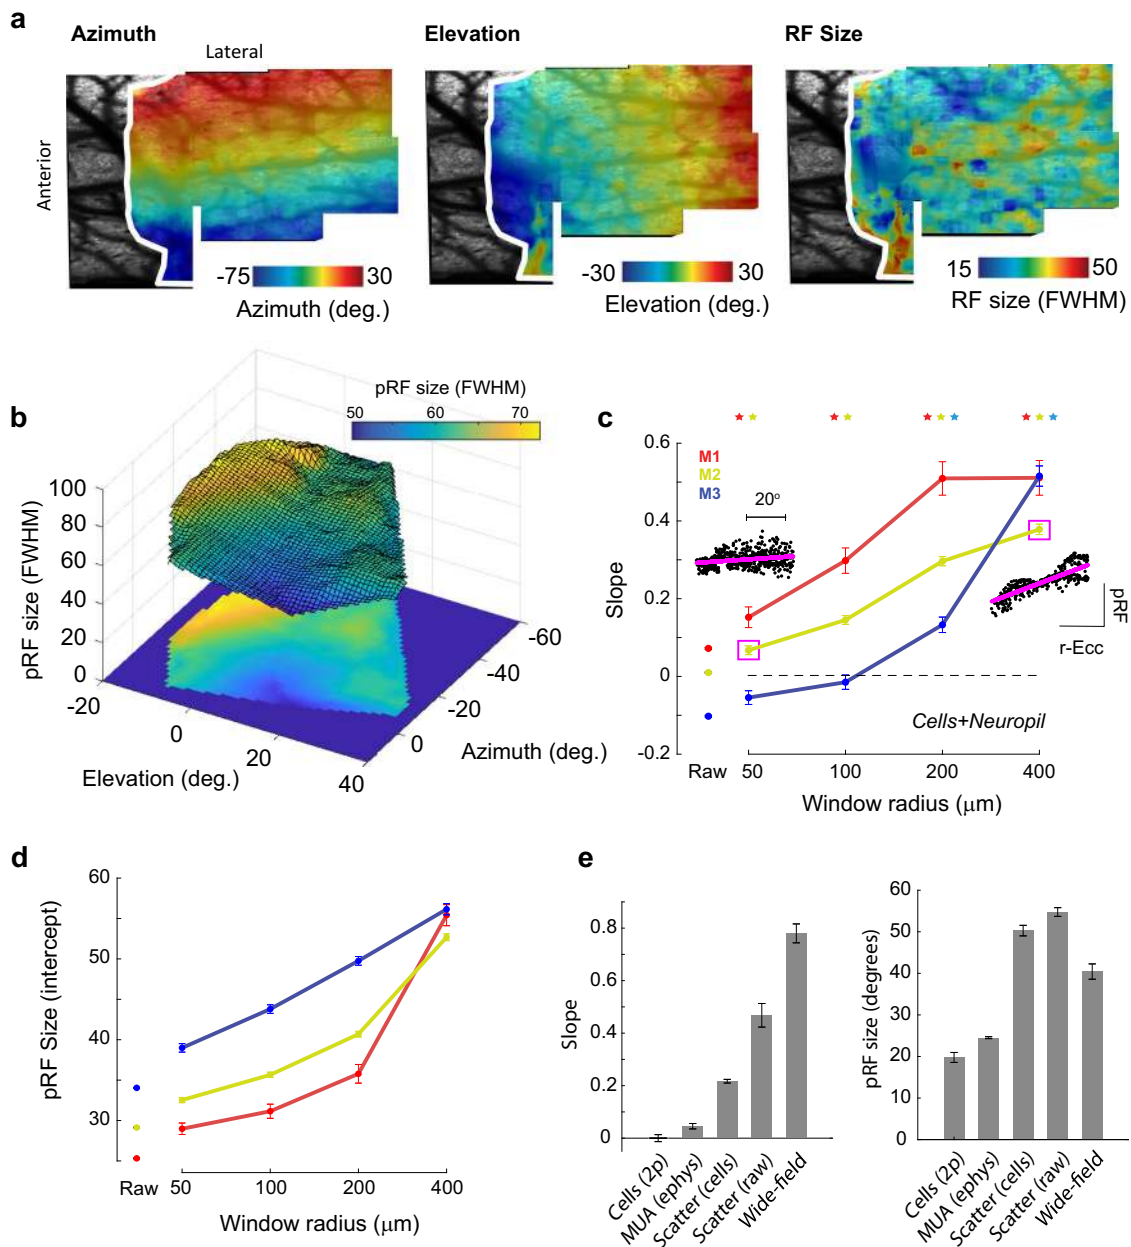 a
Azimuth
Elevation
RF Size
Lateral
Anterior
-75
30
Azimuth (deg.)
-30
30
Elevation (deg.)
15
50
RF size (FWHM)
b
pRF size (FWHM)
50
60
70
100
80
60
40
20
0
pRF size (FWHM)
-20
0
20
40
Elevation (deg.)
-60
-40
-20
0
Azimuth (deg.)
c
0.6
0.4
0.2
0
-0.2
Slope
M1
M2
M3
20°
pRF
r-Ecc
Cells+Neuropil
Raw
50
100
200
400
Window radius (μm)
d
60
50
40
30
pRF Size (intercept)
Raw
50
100
200
400
Window radius (μm)
e
0.8
0.6
0.4
0.2
0
Slope
Cells (2p)
MUA (ephys)
Scatter (cells)
Scatter (raw)
Wide-field
60
50
40
30
20
10
0
pRF size (degrees)
Cells (2p)
MUA (ephys)
Scatter (cells)
Scatter (raw)
Wide-field